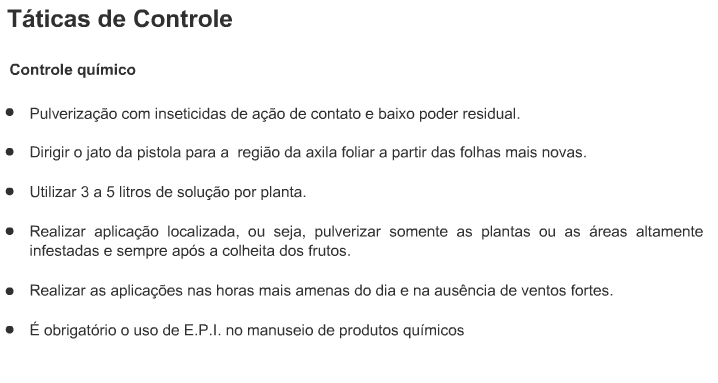 Táticas de Controle
Controle químico
● Pulverização com inseticidas de ação de contato e baixo poder residual.
● Dirigir o jato da pistola para a região da axila foliar a partir das folhas mais novas.
● Utilizar 3 a 5 litros de solução por planta.
● Realizar aplicação localizada, ou seja, pulverizar somente as plantas ou as áreas altamente
infestadas e sempre após a colheita dos frutos.
● Realizar as aplicações nas horas mais amenas do dia e na ausência de ventos fortes.
● É obrigatório o uso de E.P.I. no manuseio de produtos químicos